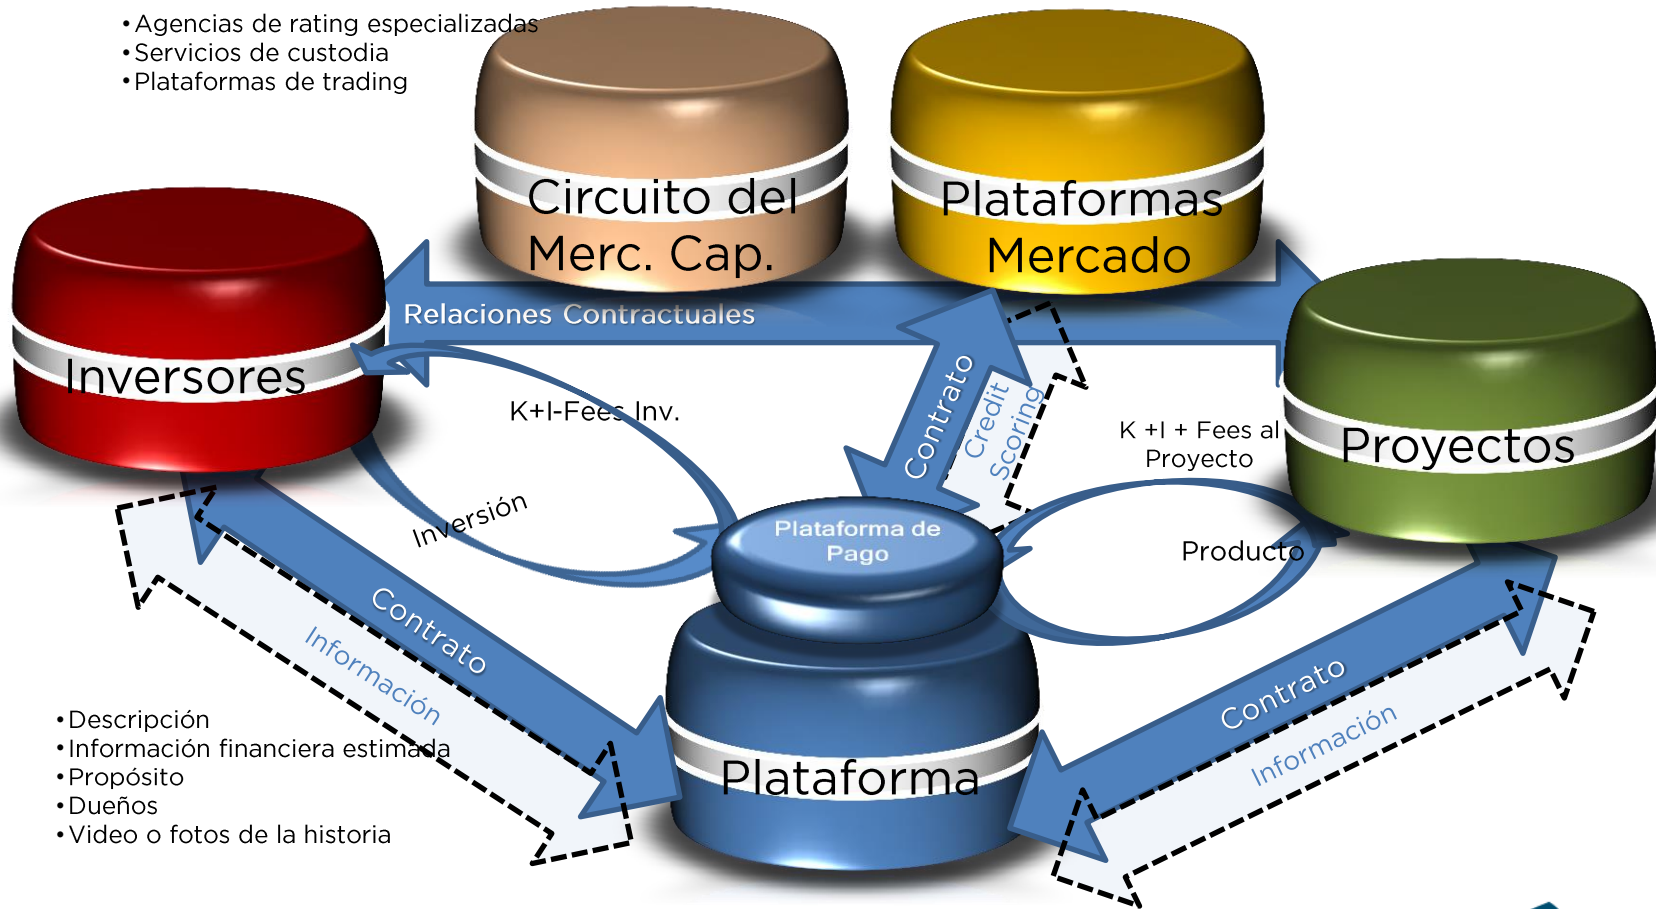 •Agencias de rating especializadas
•Servicios de custodia
•Plataformas de trading
Circuito del
Merc. Cap.
Plataformas
Mercado
Relaciones Contractuales
Inversores
Proyectos
K+I-Fees Inv.
Inversión
Contrato
Credit
Scoring
K +I + Fees al
Proyecto
Producto
Plataforma de
Pago
Contrato
Información
Contrato
Información
Plataforma
•Descripción
•Información financiera estimada
•Propósito
•Dueños
•Video o fotos de la historia